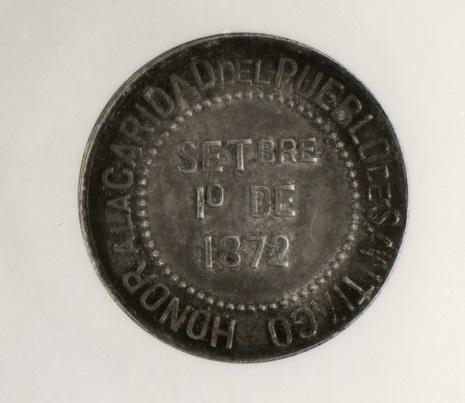 HONOR A LA CARIDAD DEL PUEBLO DE SANTIAGO
SETBRE
1º DE
1872